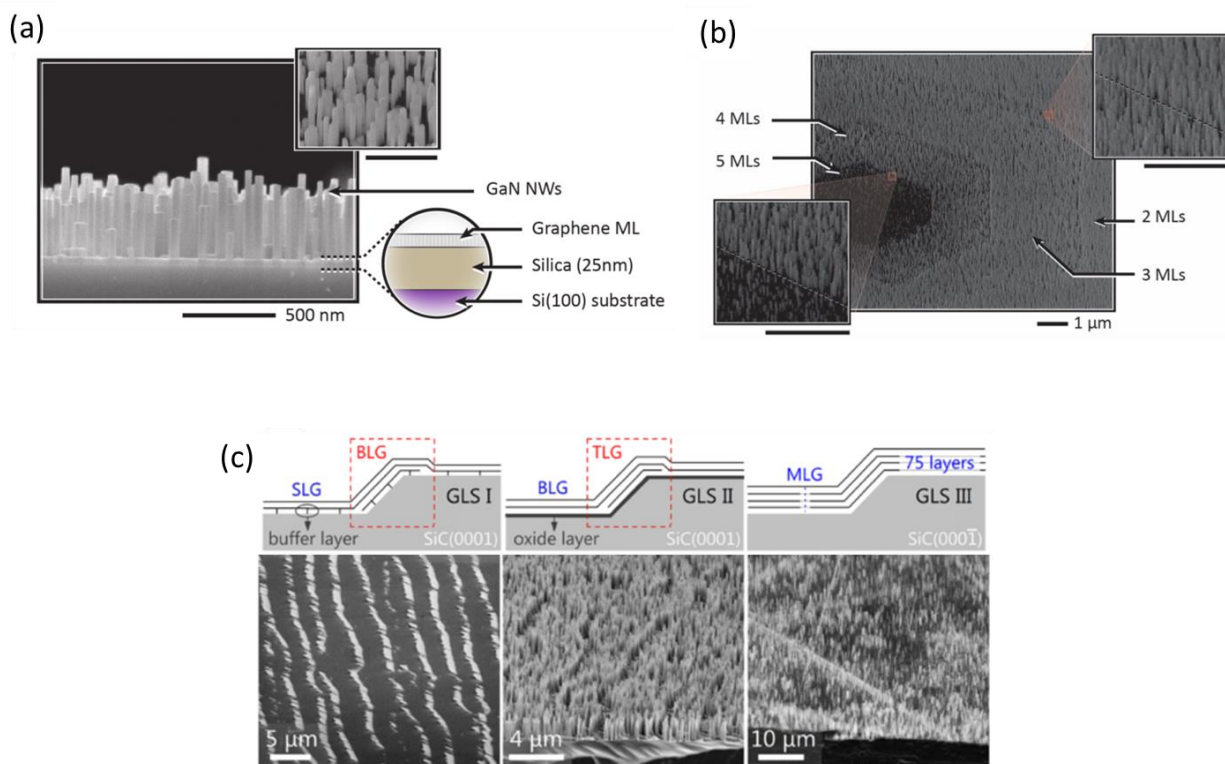 (a)
GaN NWs
Graphene ML
Silica (25nm)
Si(100) substrate
500 nm
(b)
4 MLs
5 MLs
2 MLs
3 MLs
1 μm
(c)
BLG
SLG
GLS I
buffer layer
SiC(0001)
TLG
BLG
GLS II
oxide layer
SiC(0001)
MLG
75 layers
GLS III
SiC(0001̅)
5 μm
4 μm
10 μm